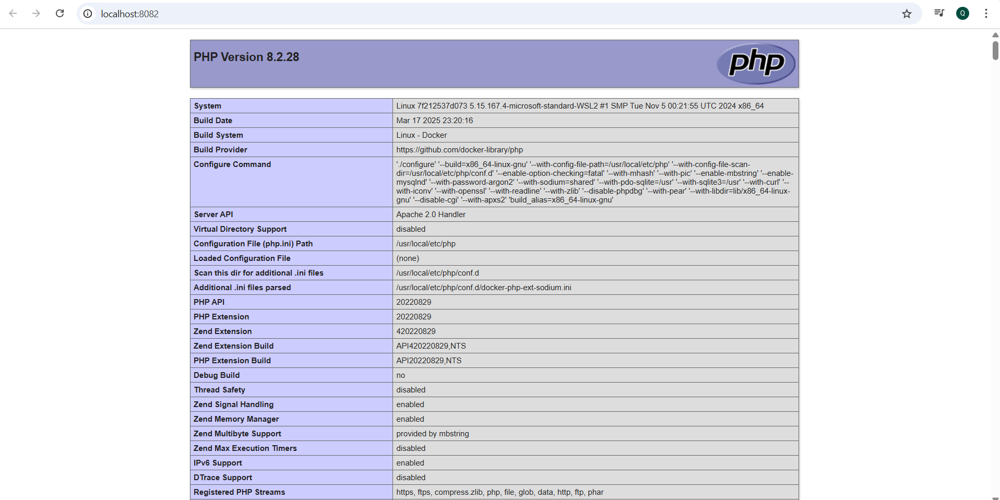 localhost:8082
Q
PHP Version 8.2.28
php
System Linux 7f212537d073 5.15.167.4-microsoft-standard-WSL2 #1 SMP Tue Nov 5 00:21:55 UTC 2024 x86_64
Build Date Mar 17 2025 23:20:16
Build System Linux - Docker
Build Provider https://github.com/docker-library/php
Configure Command './configure' '--build=x86_64-linux-gnu' '--with-config-file-path=/usr/local/etc/php' '--with-config-file-scan-
dir=/usr/local/etc/php/conf.d' '--enable-option-checking=fatal' '--with-mhash' '--with-pic' '--enable-mbstring' '--enable-
mysqlnd' '--with-password-argon2' '--with-sodium=shared' '--with-pdo-sqlite=/usr' '--with-sqlite3=/usr' '--with-curl' '--
with-iconv' '--with-openssl' '--with-readline' '--with-zlib' '--disable-phpdbg' '--with-pear' '--with-libdir=lib/x86_64-linux-
gnu' '--disable-cgi' '--with-apxs2' 'build_alias=x86_64-linux-gnu'
Server API Apache 2.0 Handler
Virtual Directory Support disabled
Configuration File (php.ini) Path /usr/local/etc/php
Loaded Configuration File (none)
Scan this dir for additional .ini files /usr/local/etc/php/conf.d
Additional .ini files parsed /usr/local/etc/php/conf.d/docker-php-ext-sodium.ini
PHP API 20220829
PHP Extension 20220829
Zend Extension 420220829
Zend Extension Build API420220829,NTS
PHP Extension Build API20220829,NTS
Debug Build no
Thread Safety disabled
Zend Signal Handling enabled
Zend Memory Manager enabled
Zend Multibyte Support provided by mbstring
Zend Max Execution Timers disabled
IPv6 Support enabled
DTrace Support disabled
Registered PHP Streams https, ftps, compress.zlib, php, file, glob, data, http, ftp, phar